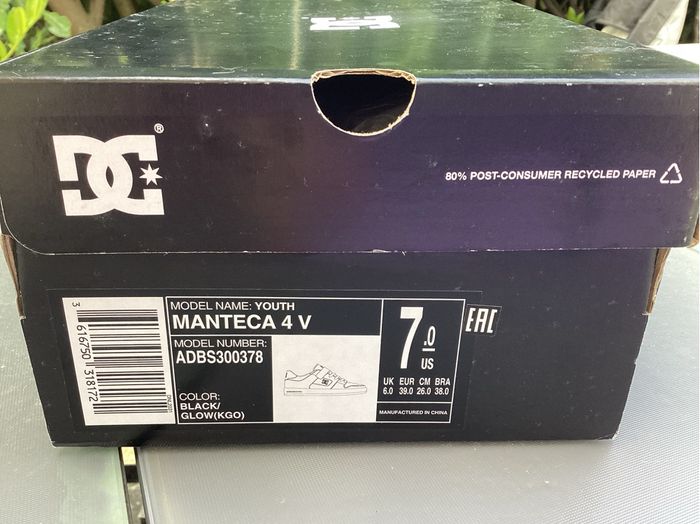 DC®
80% POST-CONSUMER RECYCLED PAPER
3 616750 318172
MODEL NAME: YOUTH
MANTECA 4 V
MODEL NUMBER:
ADBS300378
COLOR:
BLACK/
GLOW(KGO)
7.0
US
UK EUR CM BRA
6.0 39.0 26.0 38.0
MANUFACTURED IN CHINA
EAC